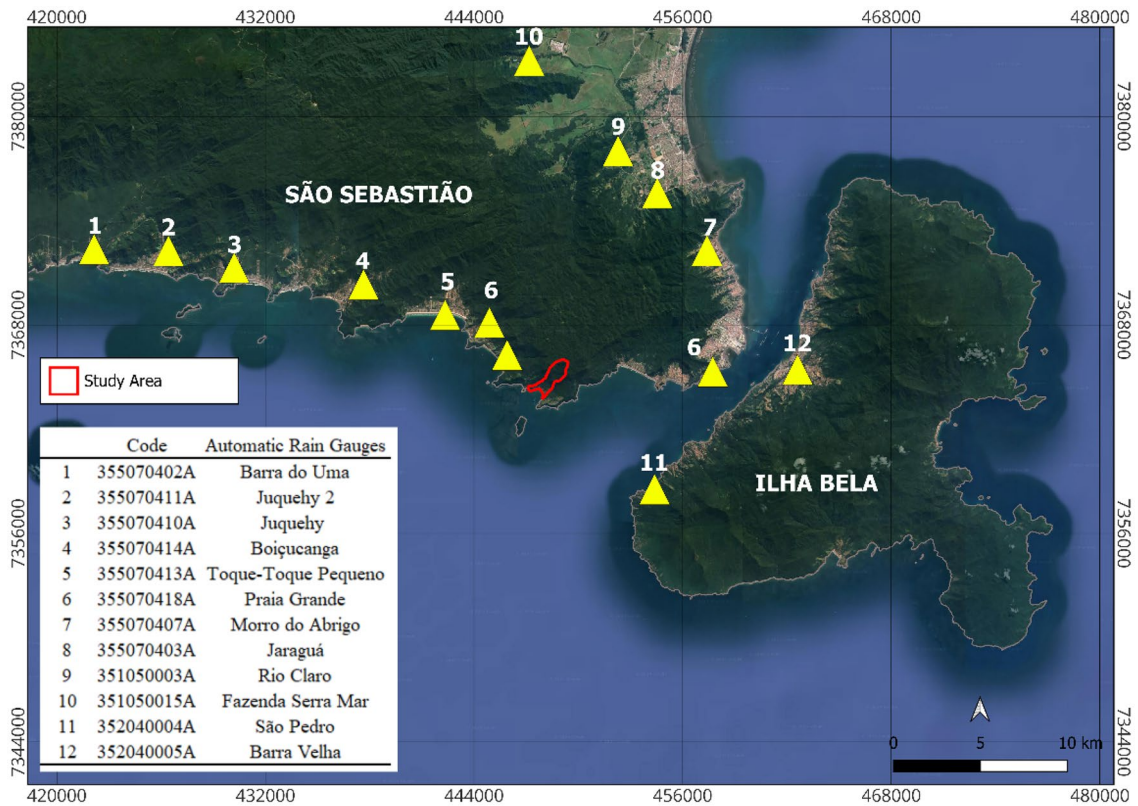 420000 432000 444000 456000 468000 480000
10
7380000 7380000
9
8
SÃO SEBASTIÃO
1 2 3 7
4 5 6
7368000 7368000
6 12
Study Area
11
ILHA BELA
Code Automatic Rain Gauges
1 355070402A Barra do Uma
2 355070411A Juquehy 2
3 355070410A Juquehy
4 355070414A Boiçucanga
5 355070413A Toque-Toque Pequeno
6 355070418A Praia Grande
7 355070407A Morro do Abrigo
8 355070403A Jaraguá
9 351050003A Rio Claro
10 351050015A Fazenda Serra Mar
11 352040004A São Pedro
12 352040005A Barra Velha
7356000 7356000
7344000 7344000
0 5 10 km
420000 432000 444000 456000 468000 480000